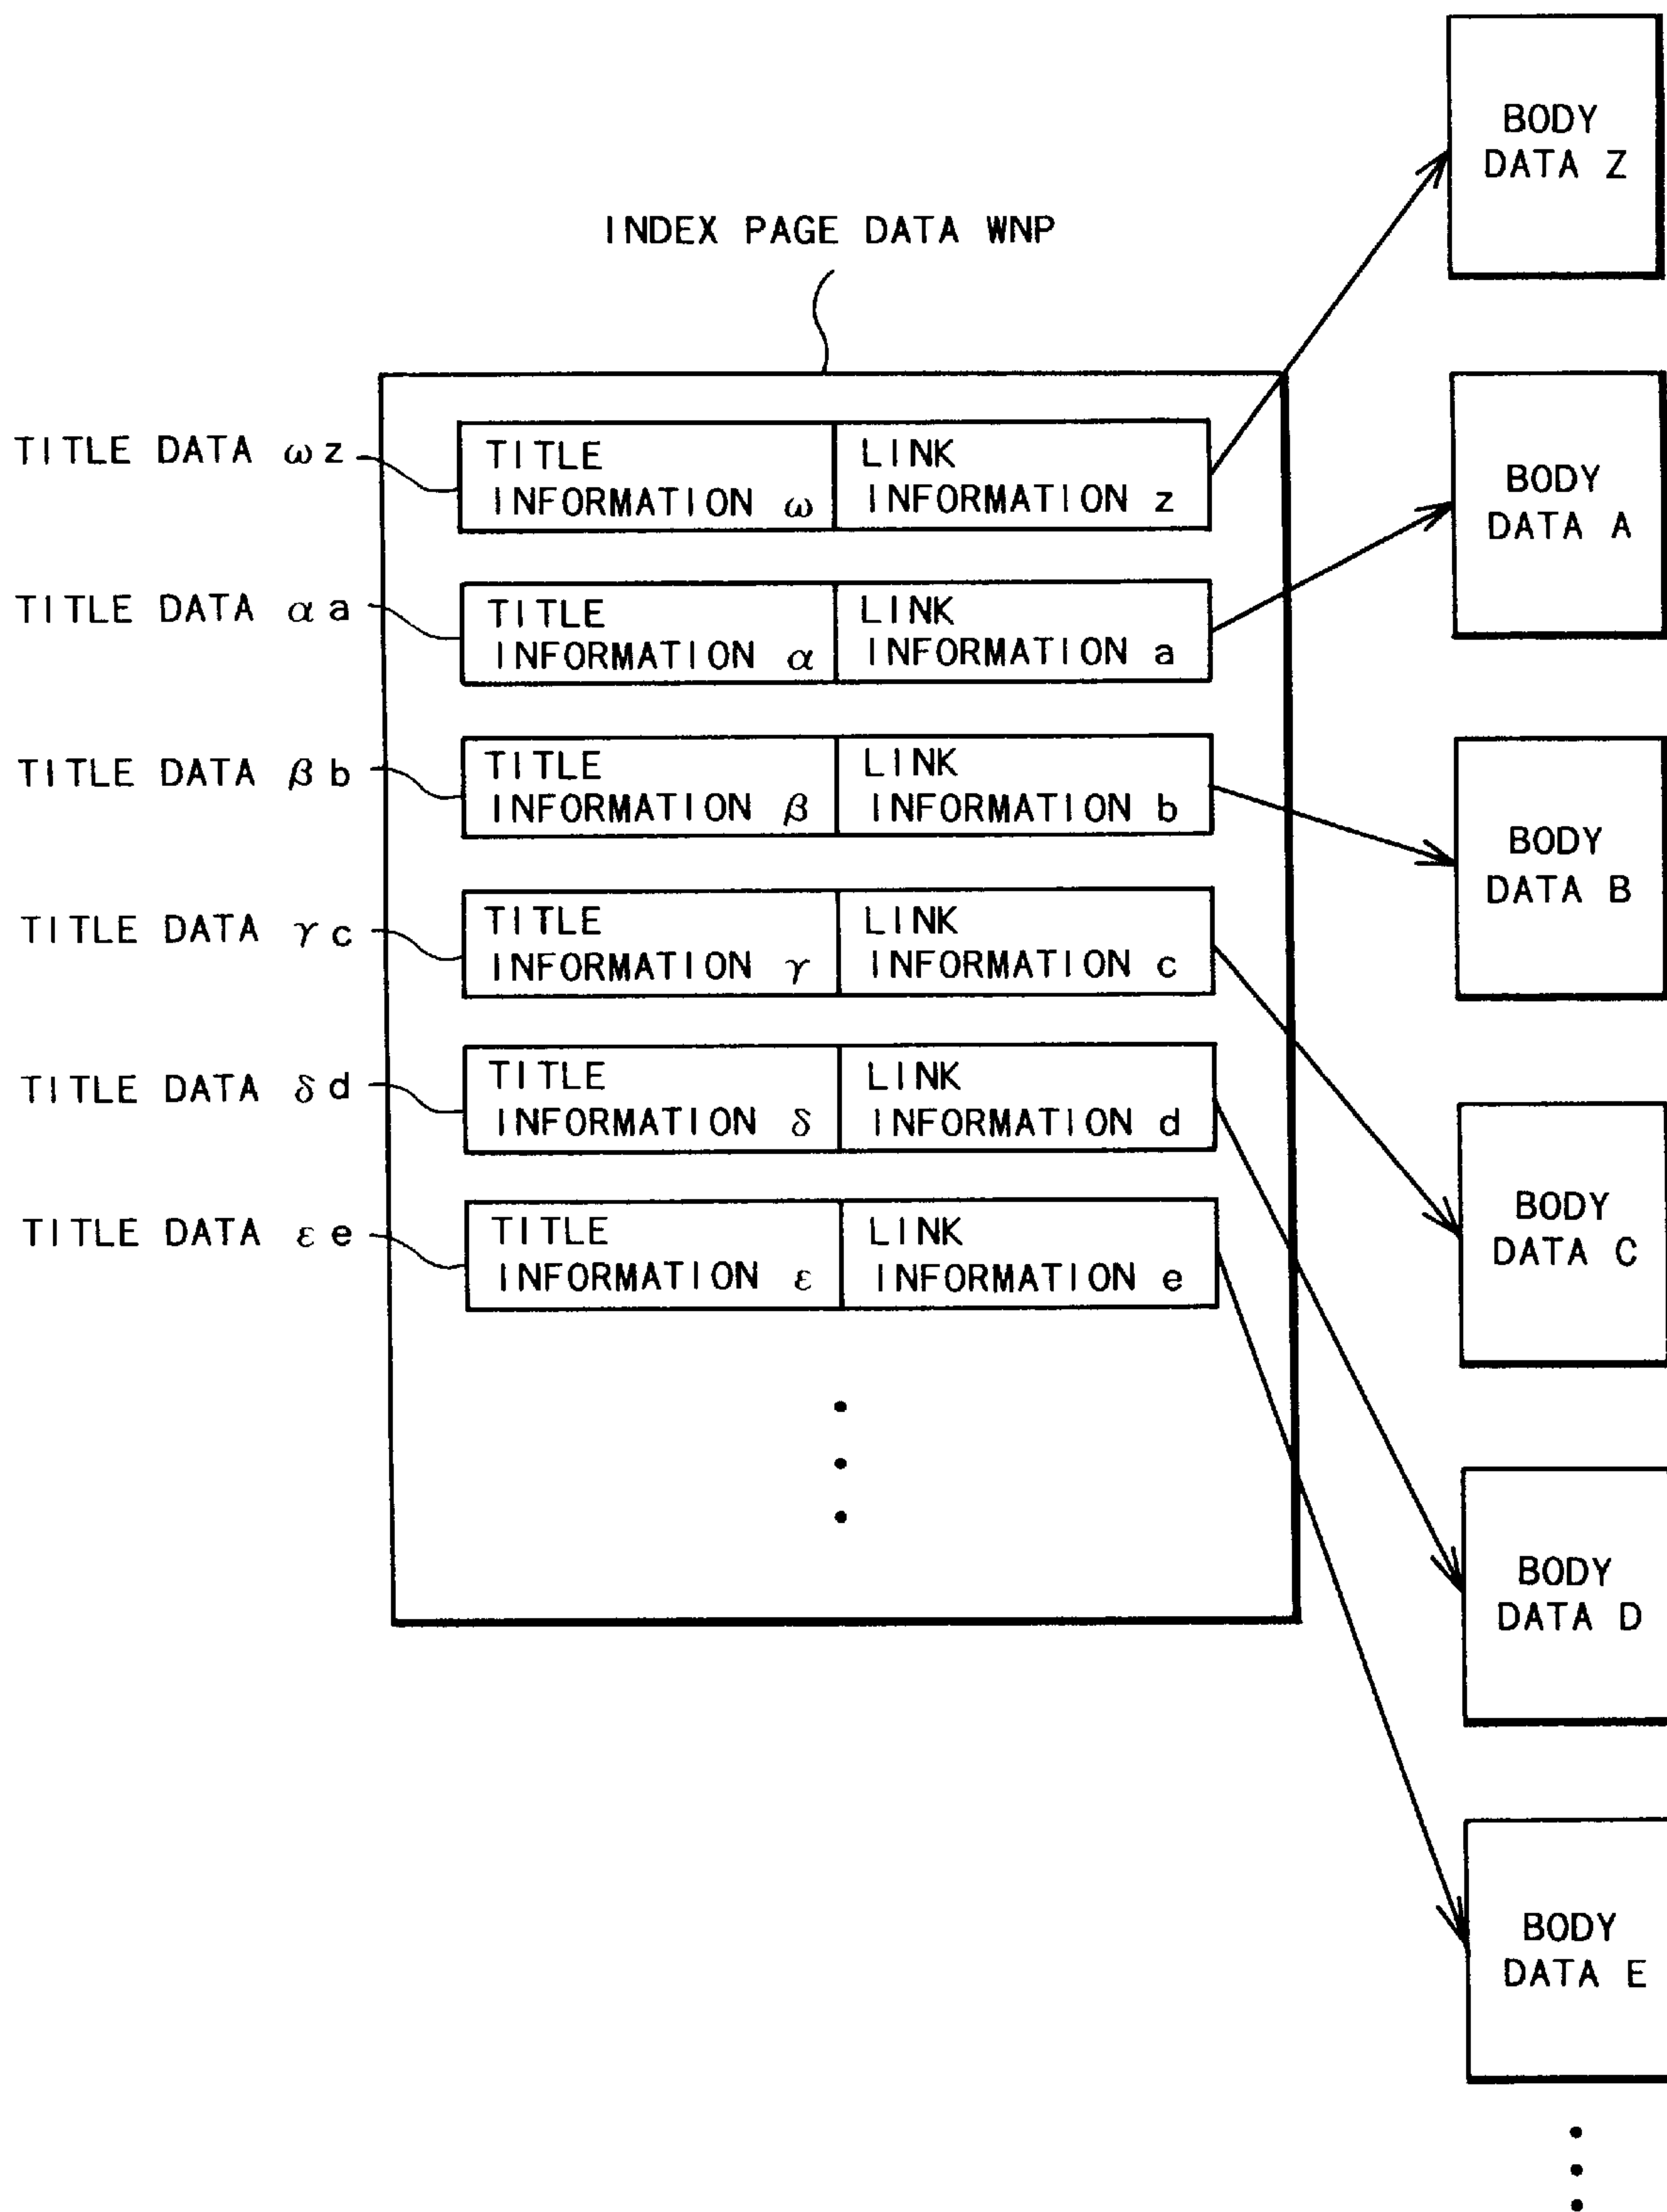 BODY
DATA Z
INDEX PAGE DATA WNP
TITLE DATA ωz
TITLE
INFORMATION ω
LINK
INFORMATION z
BODY
DATA A
TITLE DATA αa
TITLE
INFORMATION α
LINK
INFORMATION a
TITLE DATA βb
TITLE
INFORMATION β
LINK
INFORMATION b
BODY
DATA B
TITLE DATA γc
TITLE
INFORMATION γ
LINK
INFORMATION c
TITLE DATA δd
TITLE
INFORMATION δ
LINK
INFORMATION d
BODY
DATA C
TITLE DATA εe
TITLE
INFORMATION ε
LINK
INFORMATION e
BODY
DATA D
BODY
DATA E